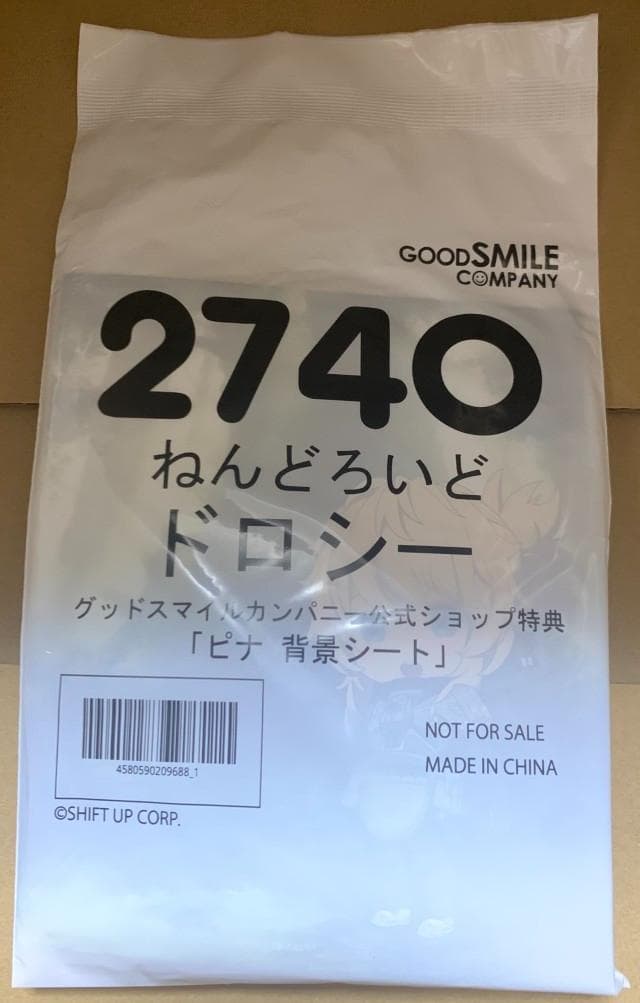 GOODSMILE
COMPANY
2740
ねんどろいど
ドロシー
グッドスマイルカンパニー公式ショップ特典
「ピナ 背景シート」
4580590209688_1
NOT FOR SALE
MADE IN CHINA
©SHIFT UP CORP.